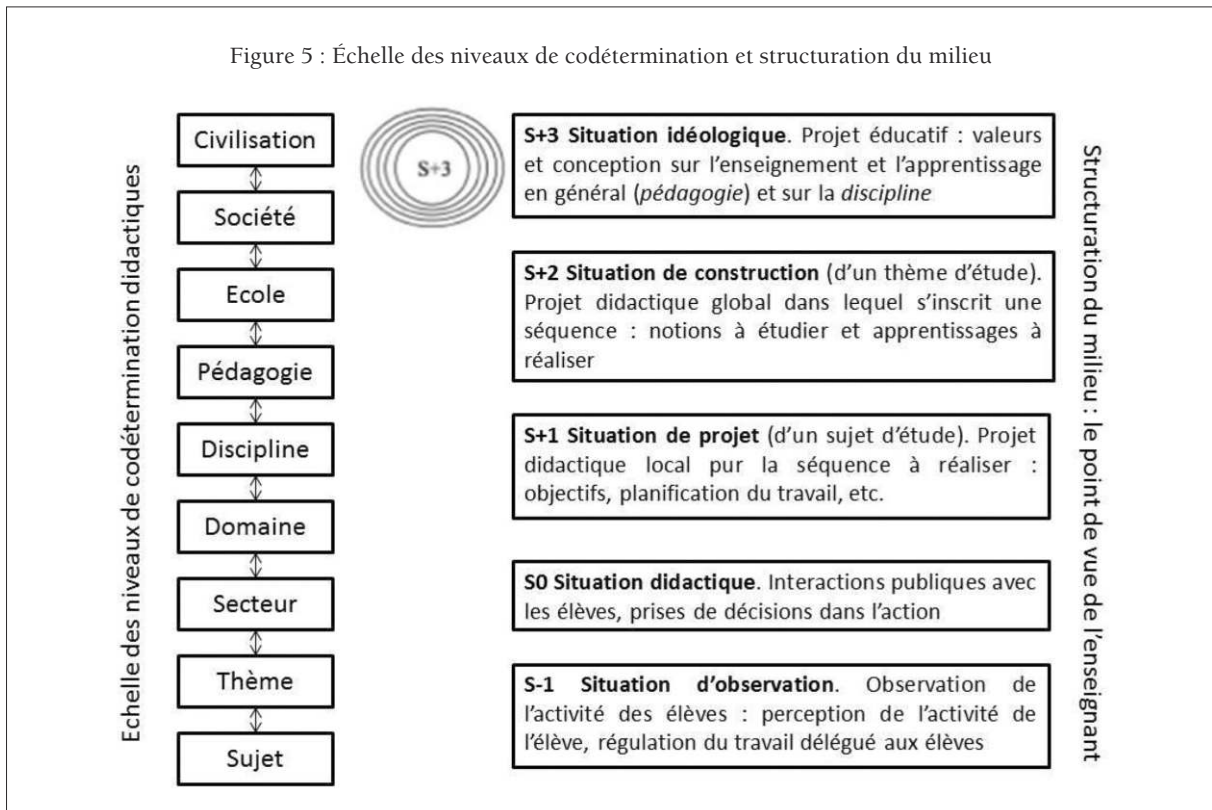 Figure 5 : Échelle des niveaux de codétermination et structuration du milieu
Echelle des niveaux de codétermination didactiques
Civilisation
Société
Ecole
Pédagogie
Discipline
Domaine
Secteur
Thème
Sujet
S+3
S+3 Situation idéologique. Projet éducatif : valeurs
et conception sur l'enseignement et l'apprentissage
en général (pédagogie) et sur la discipline
S+2 Situation de construction (d'un thème d'étude).
Projet didactique global dans lequel s'inscrit une
séquence : notions à étudier et apprentissages à
réaliser
S+1 Situation de projet (d'un sujet d'étude). Projet
didactique local pur la séquence à réaliser :
objectifs, planification du travail, etc.
S0 Situation didactique. Interactions publiques avec
les élèves, prises de décisions dans l'action
S-1 Situation d'observation. Observation de
l'activité des élèves : perception de l'activité de
l'élève, régulation du travail délégué aux élèves
Structuration du milieu : le point de vue de l'enseignant